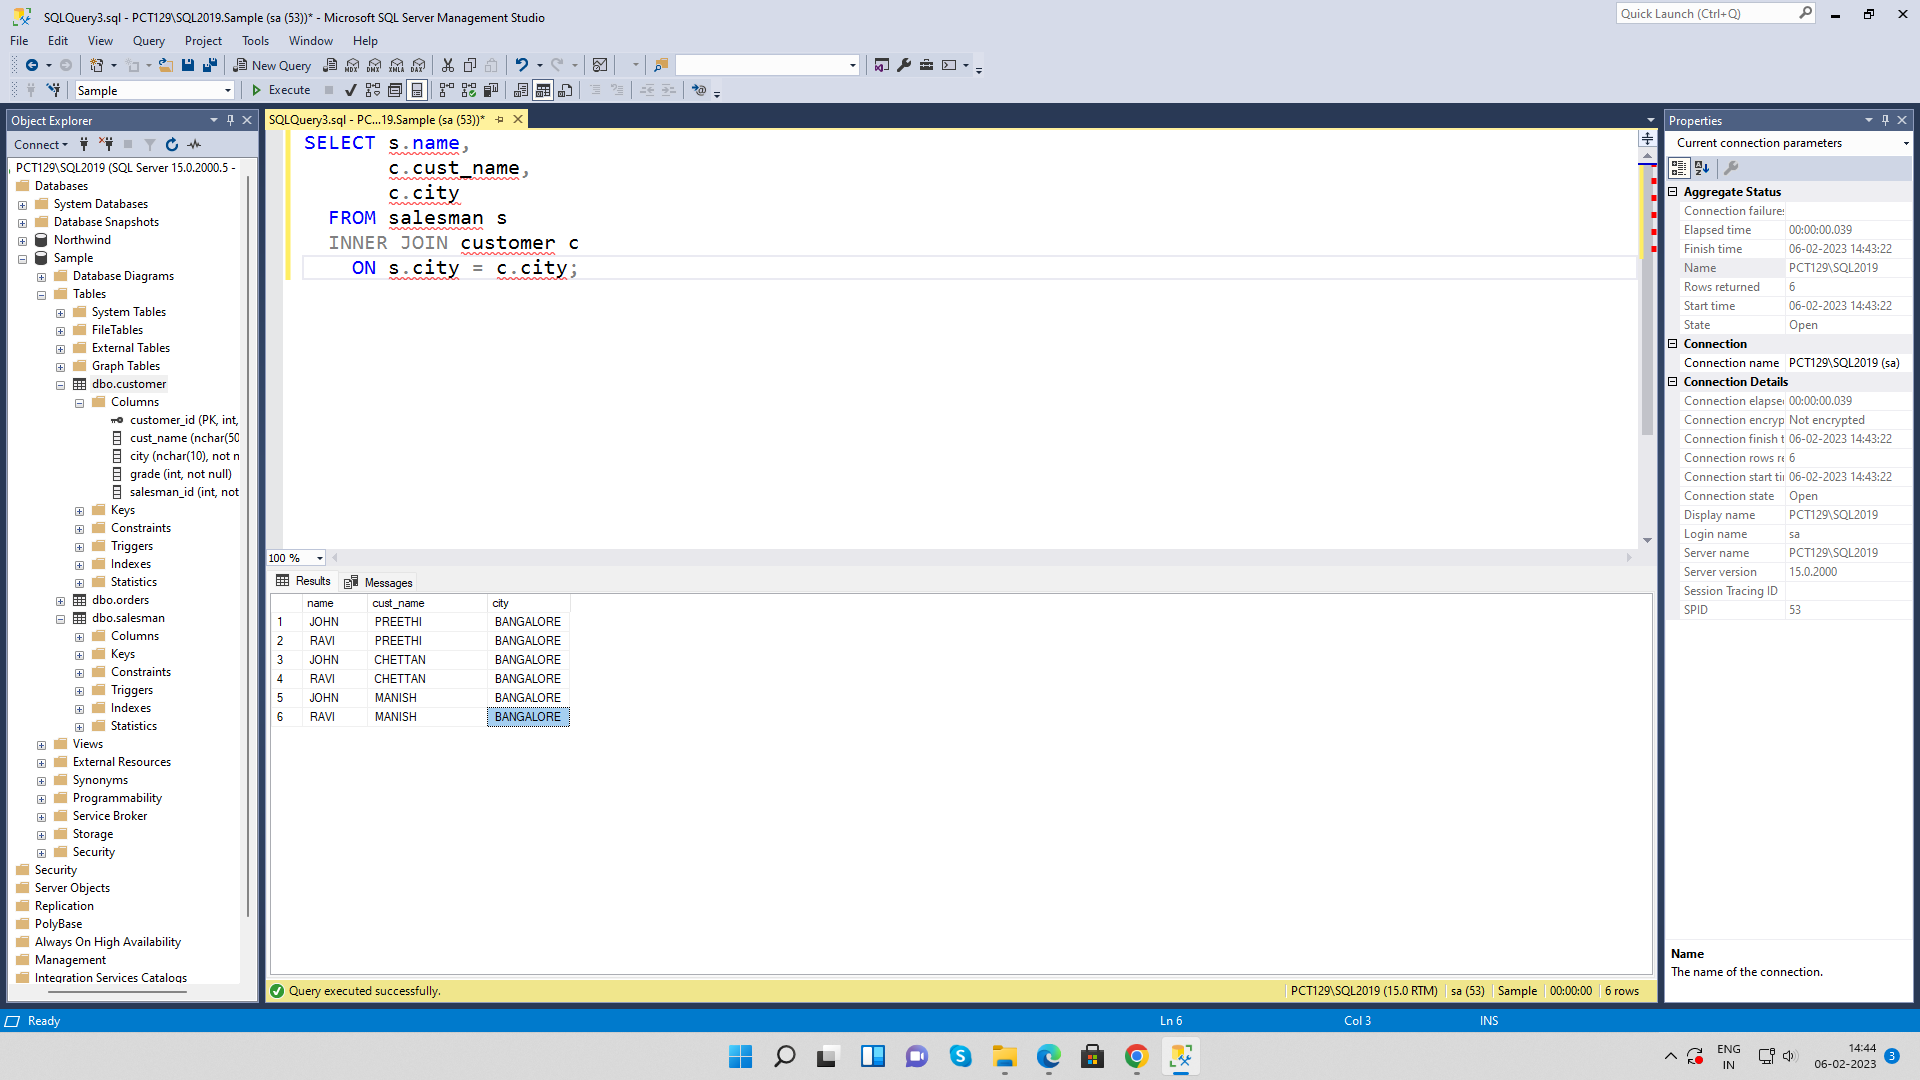 SQLQuery3.sql - PCT129\SQL2019.Sample (sa (53))* - Microsoft SQL Server Management Studio
Quick Launch (Ctrl+Q)
File Edit View Query Project Tools Window Help
New Query
MDX DMX XMLA DAX
Sample
Execute
Object Explorer
Connect
PCT129\SQL2019 (SQL Server 15.0.2000.5 -
Databases
System Databases
Database Snapshots
Northwind
Sample
Database Diagrams
Tables
System Tables
FileTables
External Tables
Graph Tables
dbo.customer
Columns
customer_id (PK, int,
cust_name (nchar(50
city (nchar(10), not n
grade (int, not null)
salesman_id (int, not
Keys
Constraints
Triggers
Indexes
Statistics
dbo.orders
dbo.salesman
Columns
Keys
Constraints
Triggers
Indexes
Statistics
Views
External Resources
Synonyms
Programmability
Service Broker
Storage
Security
Security
Server Objects
Replication
PolyBase
Always On High Availability
Management
Integration Services Catalogs
SQLQuery3.sql - PC...19.Sample (sa (53))*
SELECT s.name,
c.cust_name,
c.city
FROM salesman s
INNER JOIN customer c
ON s.city = c.city;
100 %
Results Messages
name cust_name city
1 JOHN PREETHI BANGALORE
2 RAVI PREETHI BANGALORE
3 JOHN CHETTAN BANGALORE
4 RAVI CHETTAN BANGALORE
5 JOHN MANISH BANGALORE
6 RAVI MANISH BANGALORE
Query executed successfully.
PCT129\SQL2019 (15.0 RTM) sa (53) Sample 00:00:00 6 rows
Properties
Current connection parameters
Aggregate Status
Connection failures
Elapsed time 00:00:00.039
Finish time 06-02-2023 14:43:22
Name PCT129\SQL2019
Rows returned 6
Start time 06-02-2023 14:43:22
State Open
Connection
Connection name PCT129\SQL2019 (sa)
Connection Details
Connection elapse 00:00:00.039
Connection encryp Not encrypted
Connection finish t 06-02-2023 14:43:22
Connection rows re 6
Connection start ti 06-02-2023 14:43:22
Connection state Open
Display name PCT129\SQL2019
Login name sa
Server name PCT129\SQL2019
Server version 15.0.2000
Session Tracing ID
SPID 53
Name
The name of the connection.
Ready Ln 6 Col 3 INS
ENG
IN
14:44
06-02-2023
3